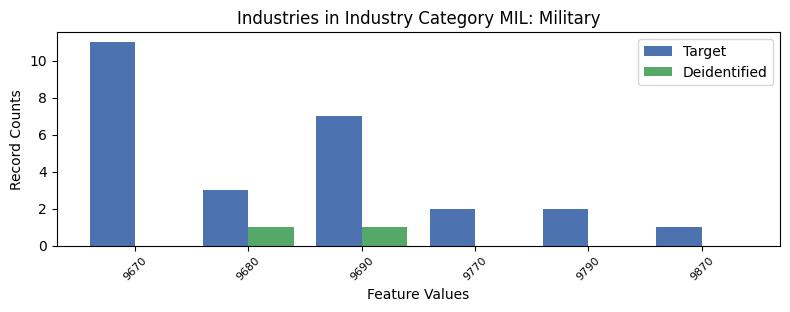 Industries in Industry Category MIL: Military
Target
Deidentified
Record Counts
10
8
6
4
2
0
9670 9680 9690 9770 9790 9870
Feature Values